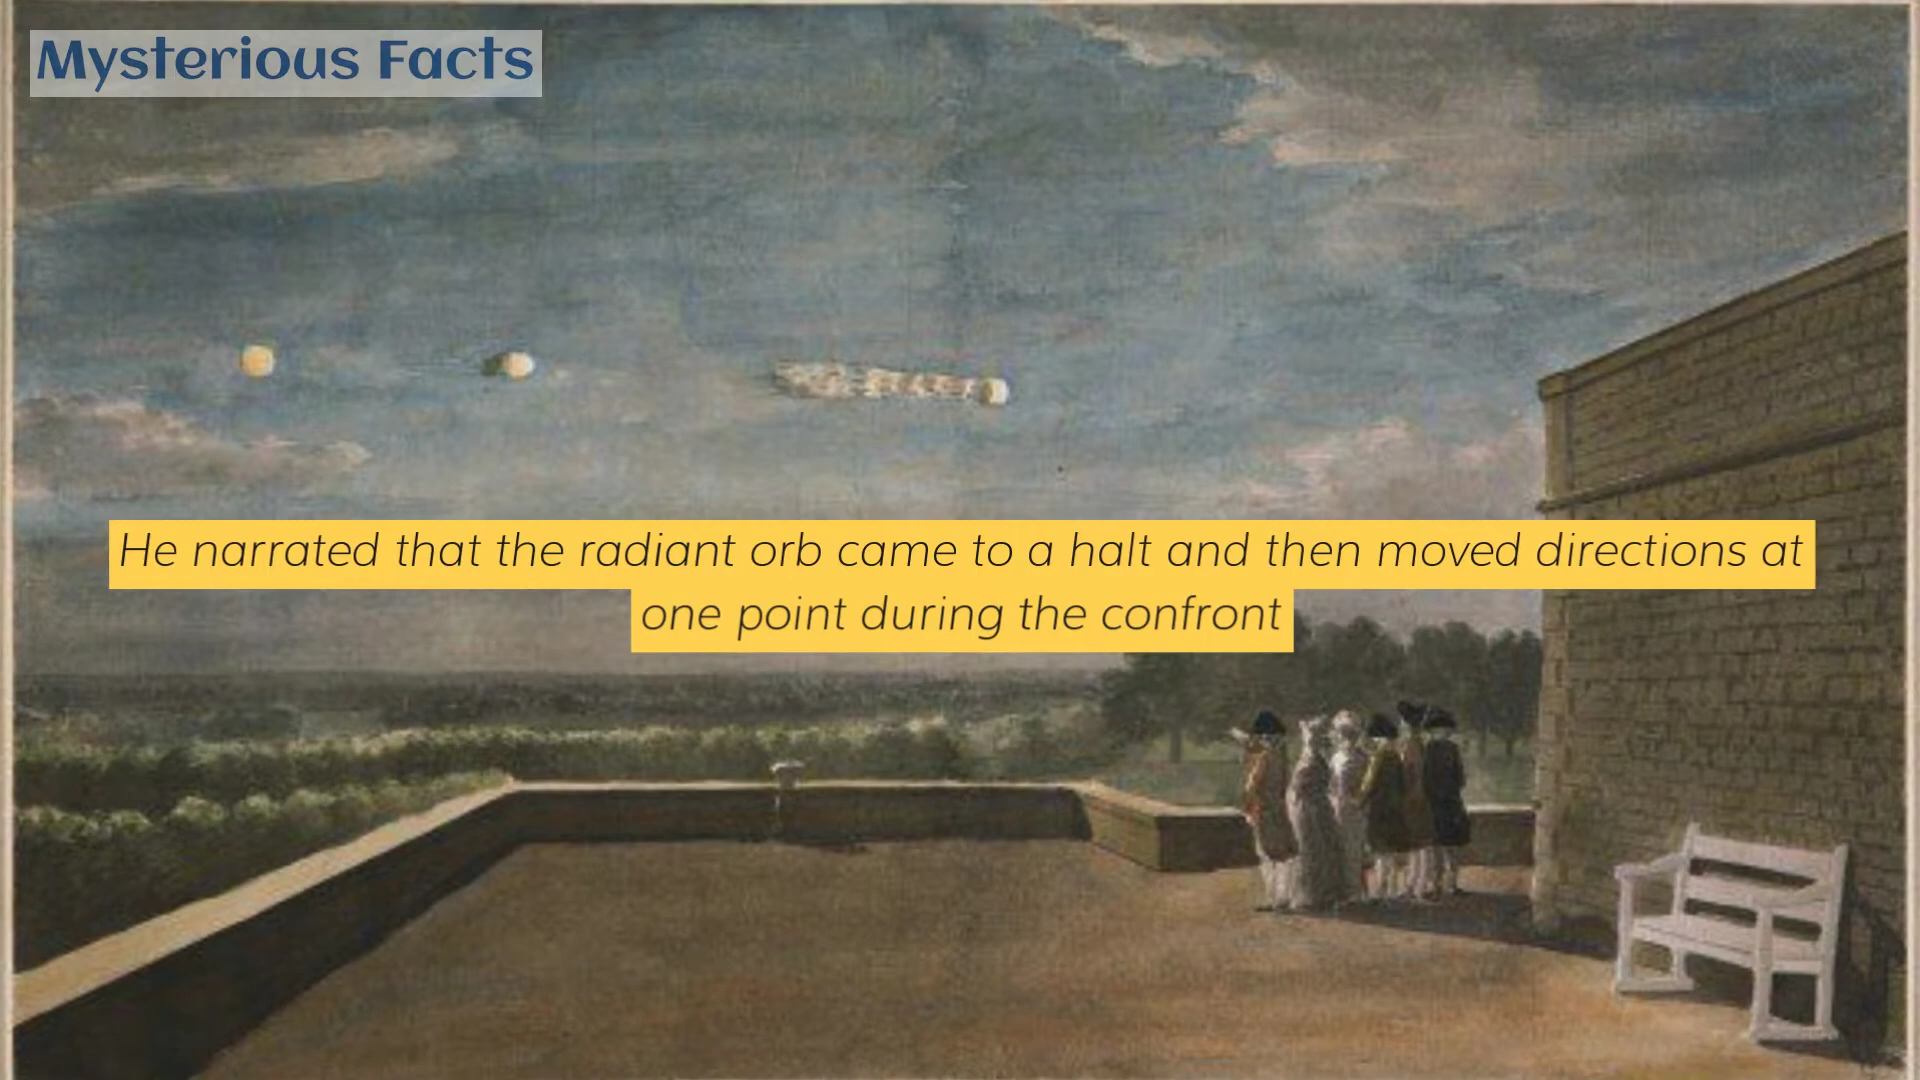 Mysterious Facts
He narrated that the radiant orb came to a halt and then moved directions at
one point during the confront